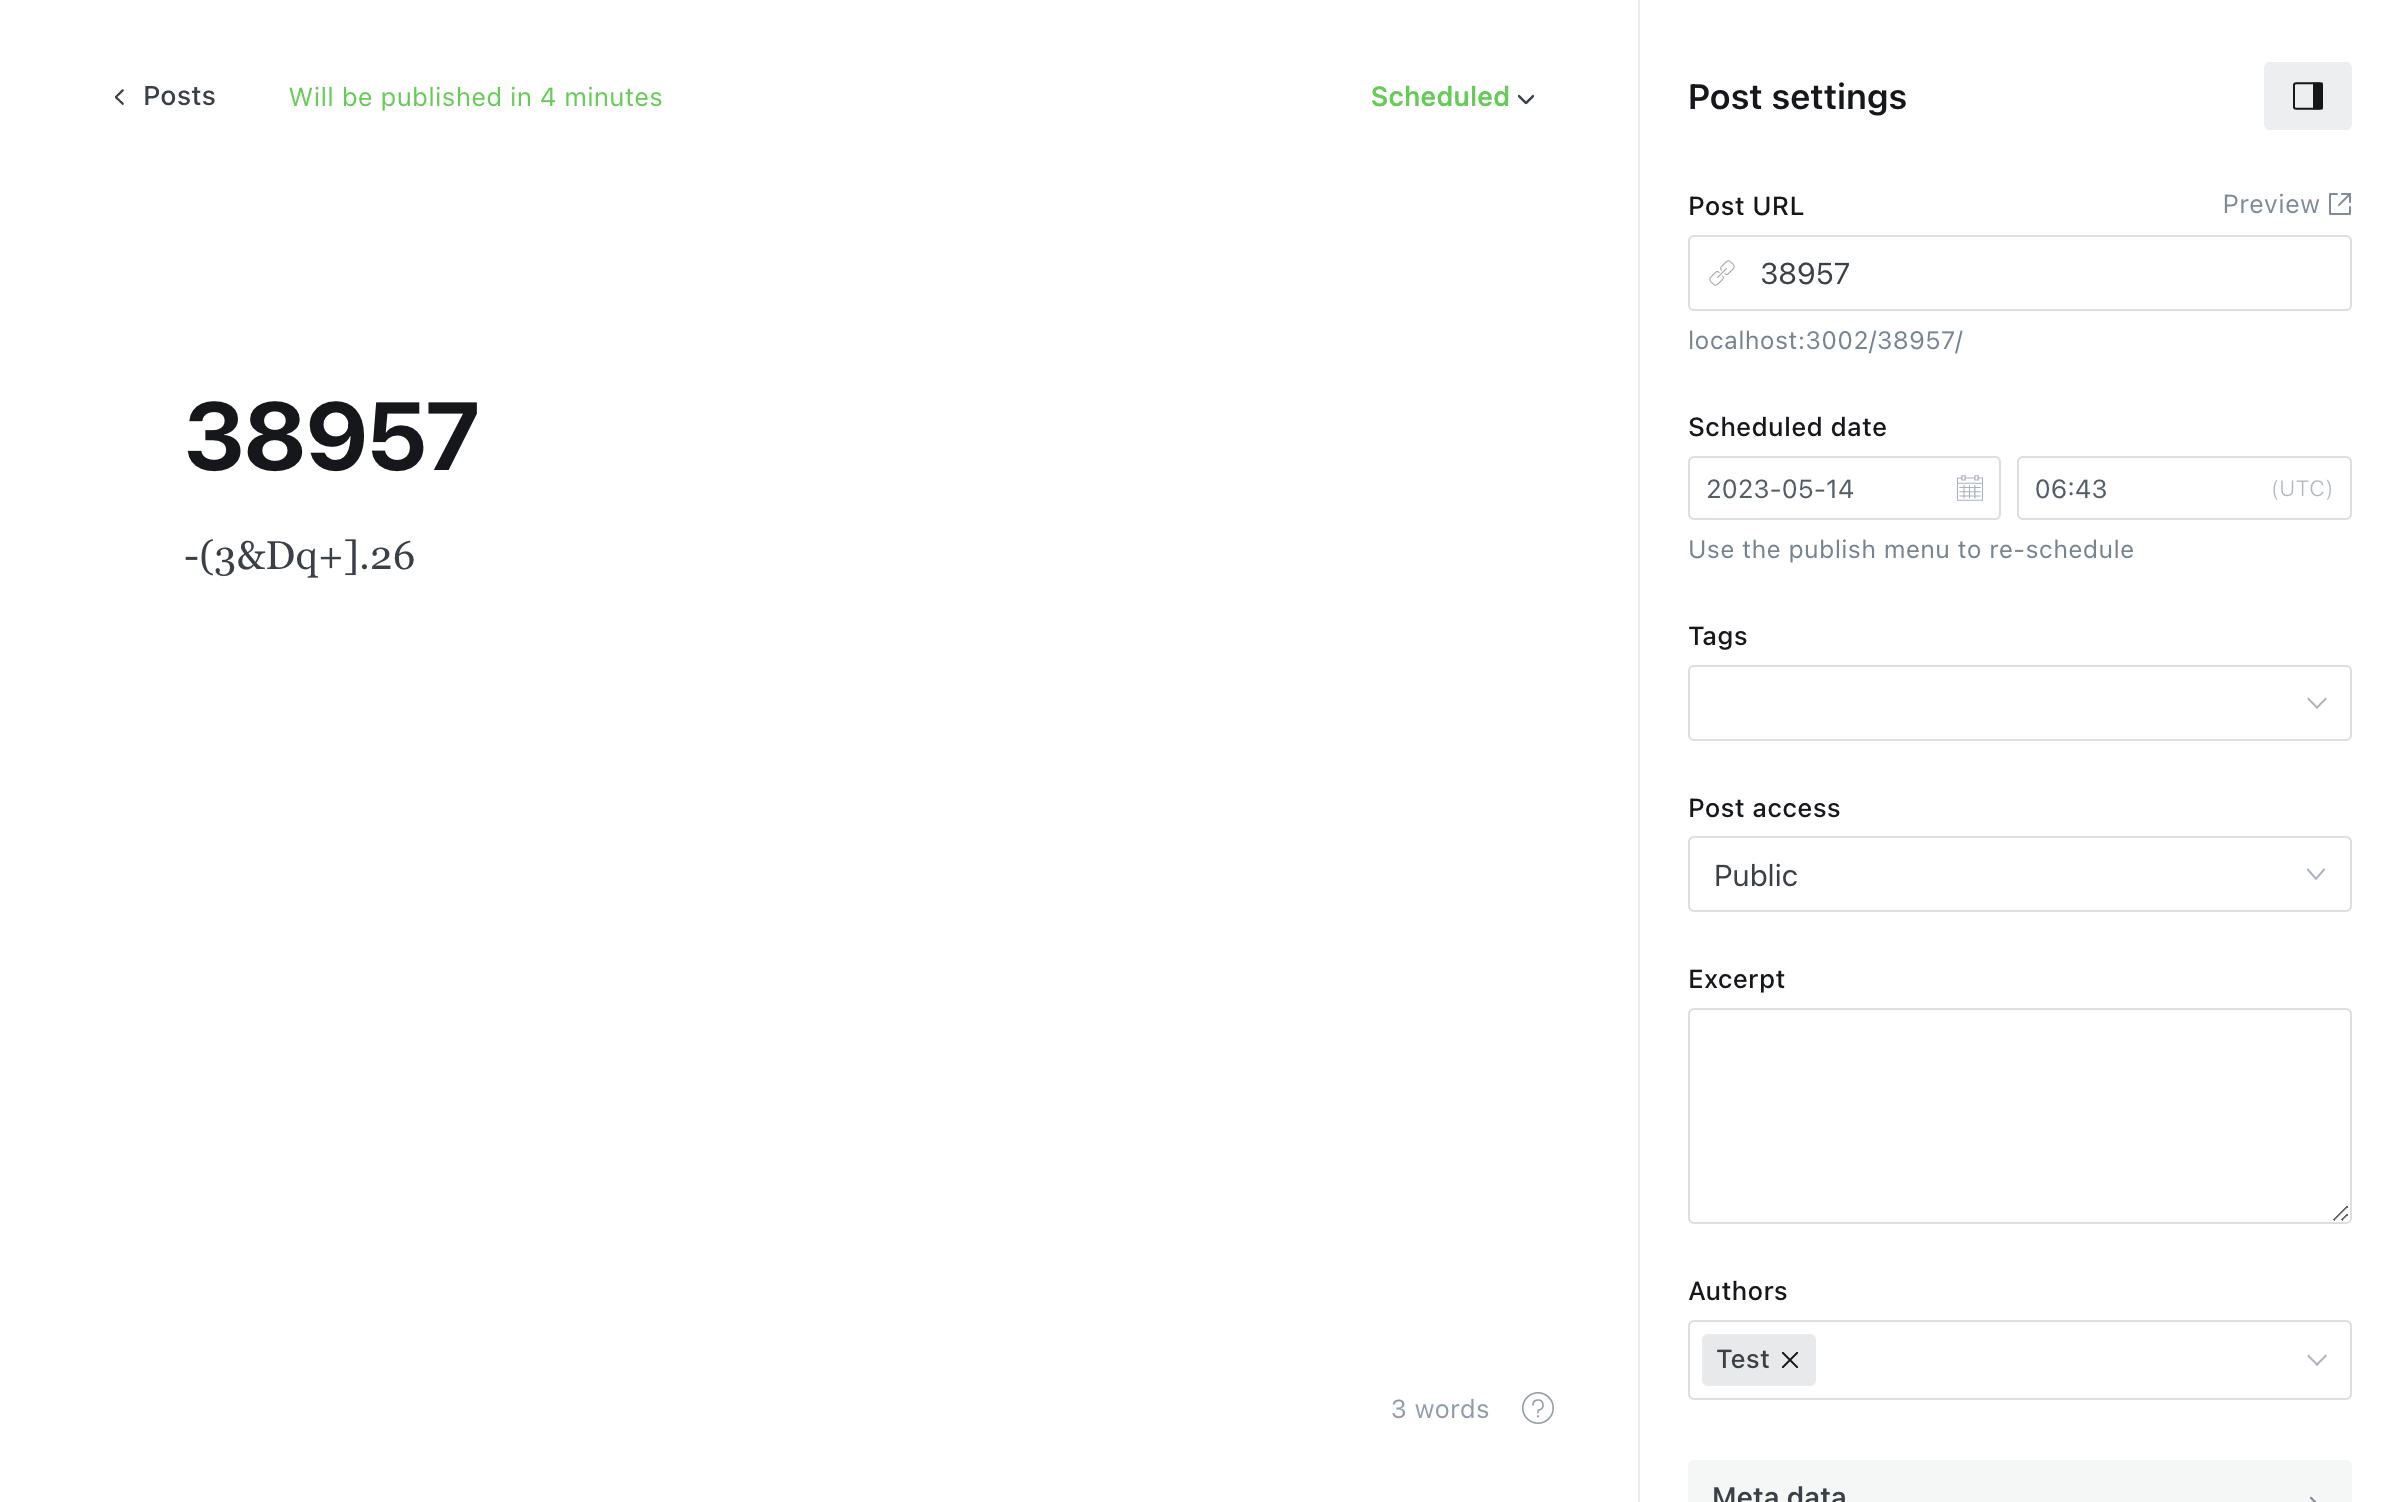 Posts
Will be published in 4 minutes
Scheduled
38957
-(3&Dq+].26
3 words
?
Post settings
Post URL
Preview
38957
localhost:3002/38957/
Scheduled date
2023-05-14
06:43 (UTC)
Use the publish menu to re-schedule
Tags
Post access
Public
Excerpt
Authors
Test
Meta data